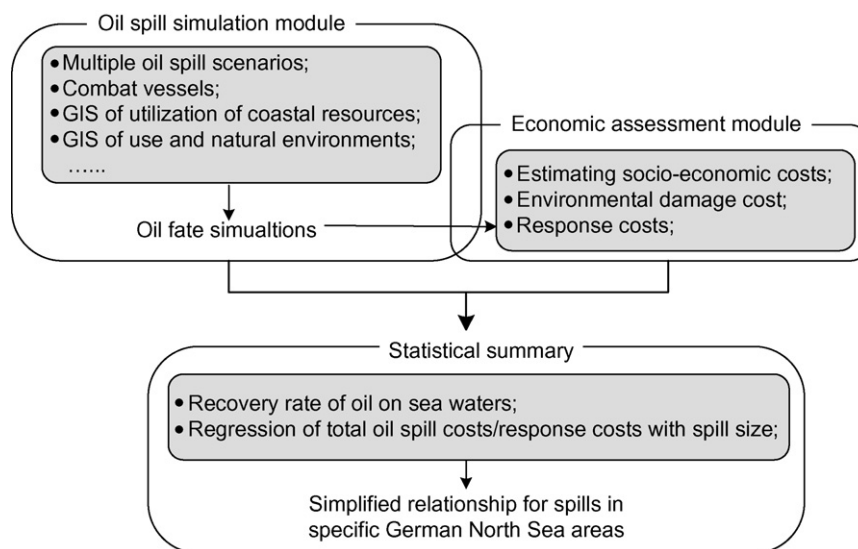 Oil spill simulation module
• Multiple oil spill scenarios;
• Combat vessels;
• GIS of utilization of coastal resources;
• GIS of use and natural environments;
…...
Oil fate simualtions
Economic assessment module
• Estimating socio-economic costs;
• Environmental damage cost;
• Response costs;
Statistical summary
• Recovery rate of oil on sea waters;
• Regression of total oil spill costs/response costs with spill size;
Simplified relationship for spills in
specific German North Sea areas